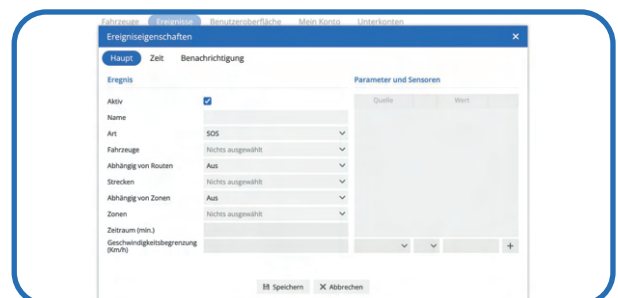 Fahrzeuge Ereignisse Benutzeroberfläche Mein Konto Unterkonten
Ereigniseigenschaften
Haupt Zeit Benachrichtigung
Eregnis
Aktiv
Name
Art SOS
Fahrzeuge Nichts ausgewählt
Abhängig von Routen Aus
Strecken Nichts ausgewählt
Abhängig von Zonen Aus
Zonen Nichts ausgewählt
Zeitraum (min.)
Geschwindigkeitsbegrenzung
(Km/h)
Parameter und Sensoren
Quelle Wert
+
Speichern Abbrechen